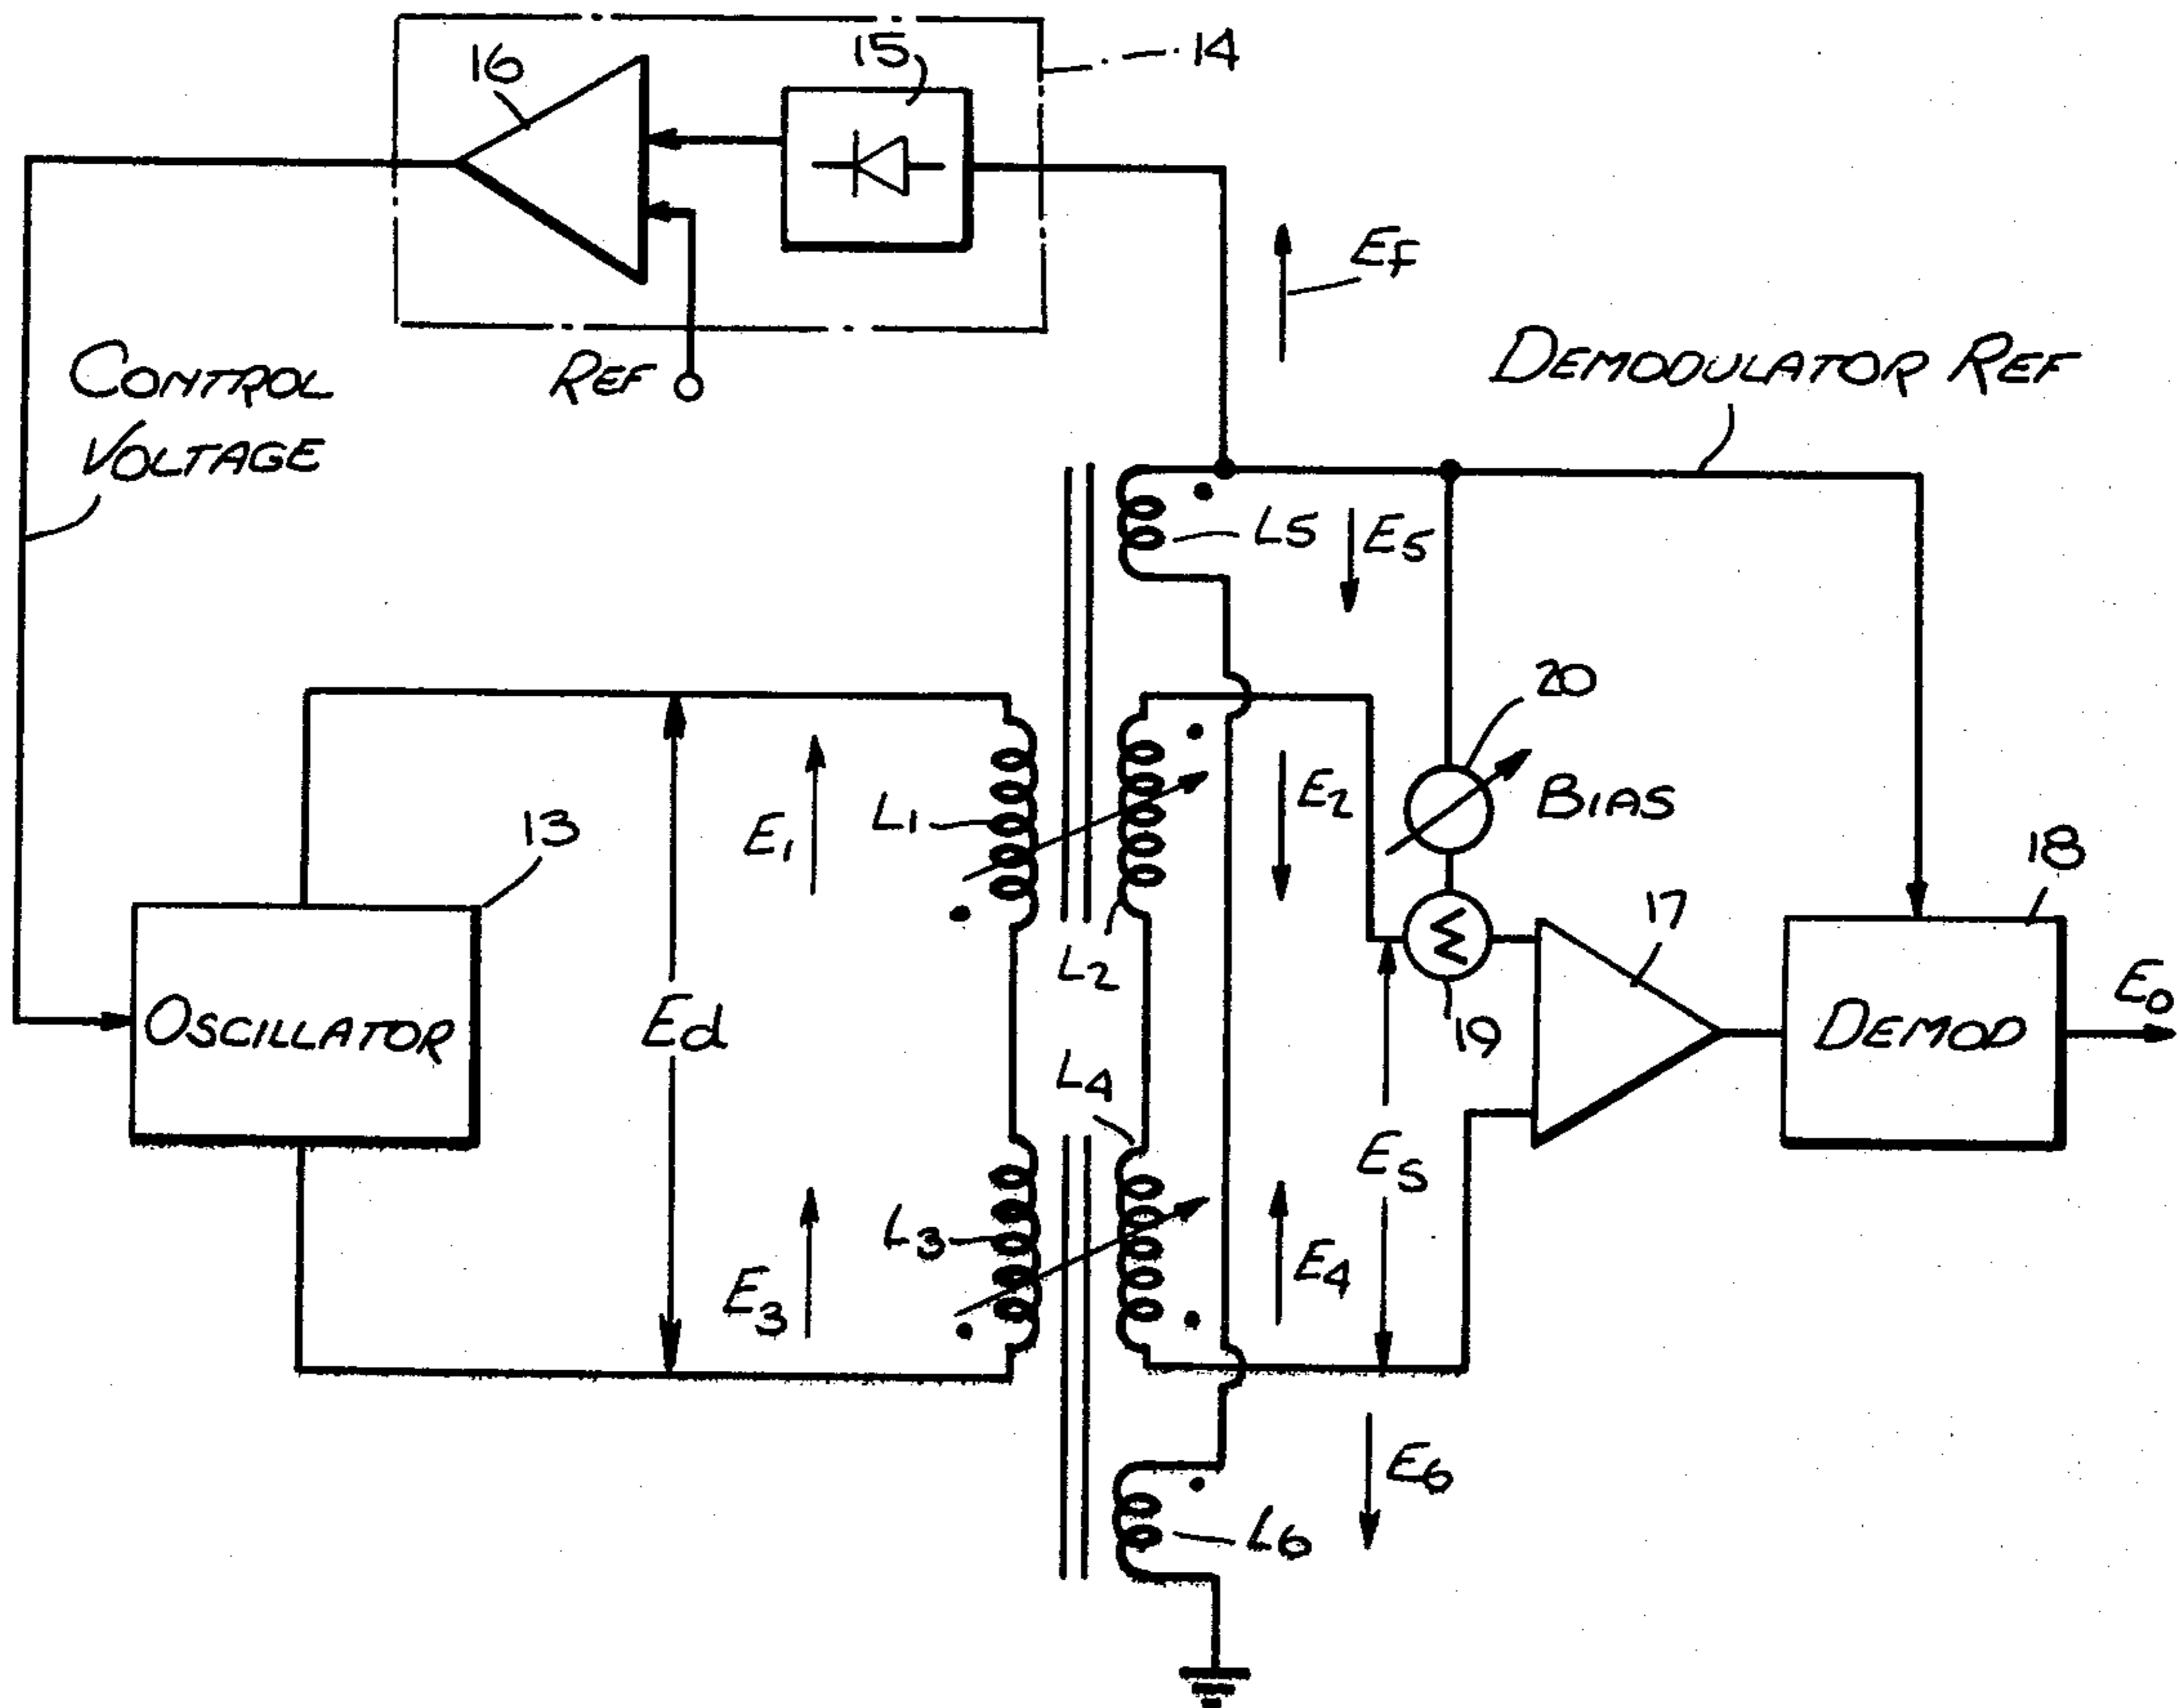 16
15
14
Ef
REF
CONTROL
VOLTAGE
DEMODULATOR REF
L5
E5
20
BIAS
E2
E1
L1
13
L2
17
18
OSCILLATOR
Ed
19
DEMOD
Eo
L4
Es
L3
E3
E4
E6
L6